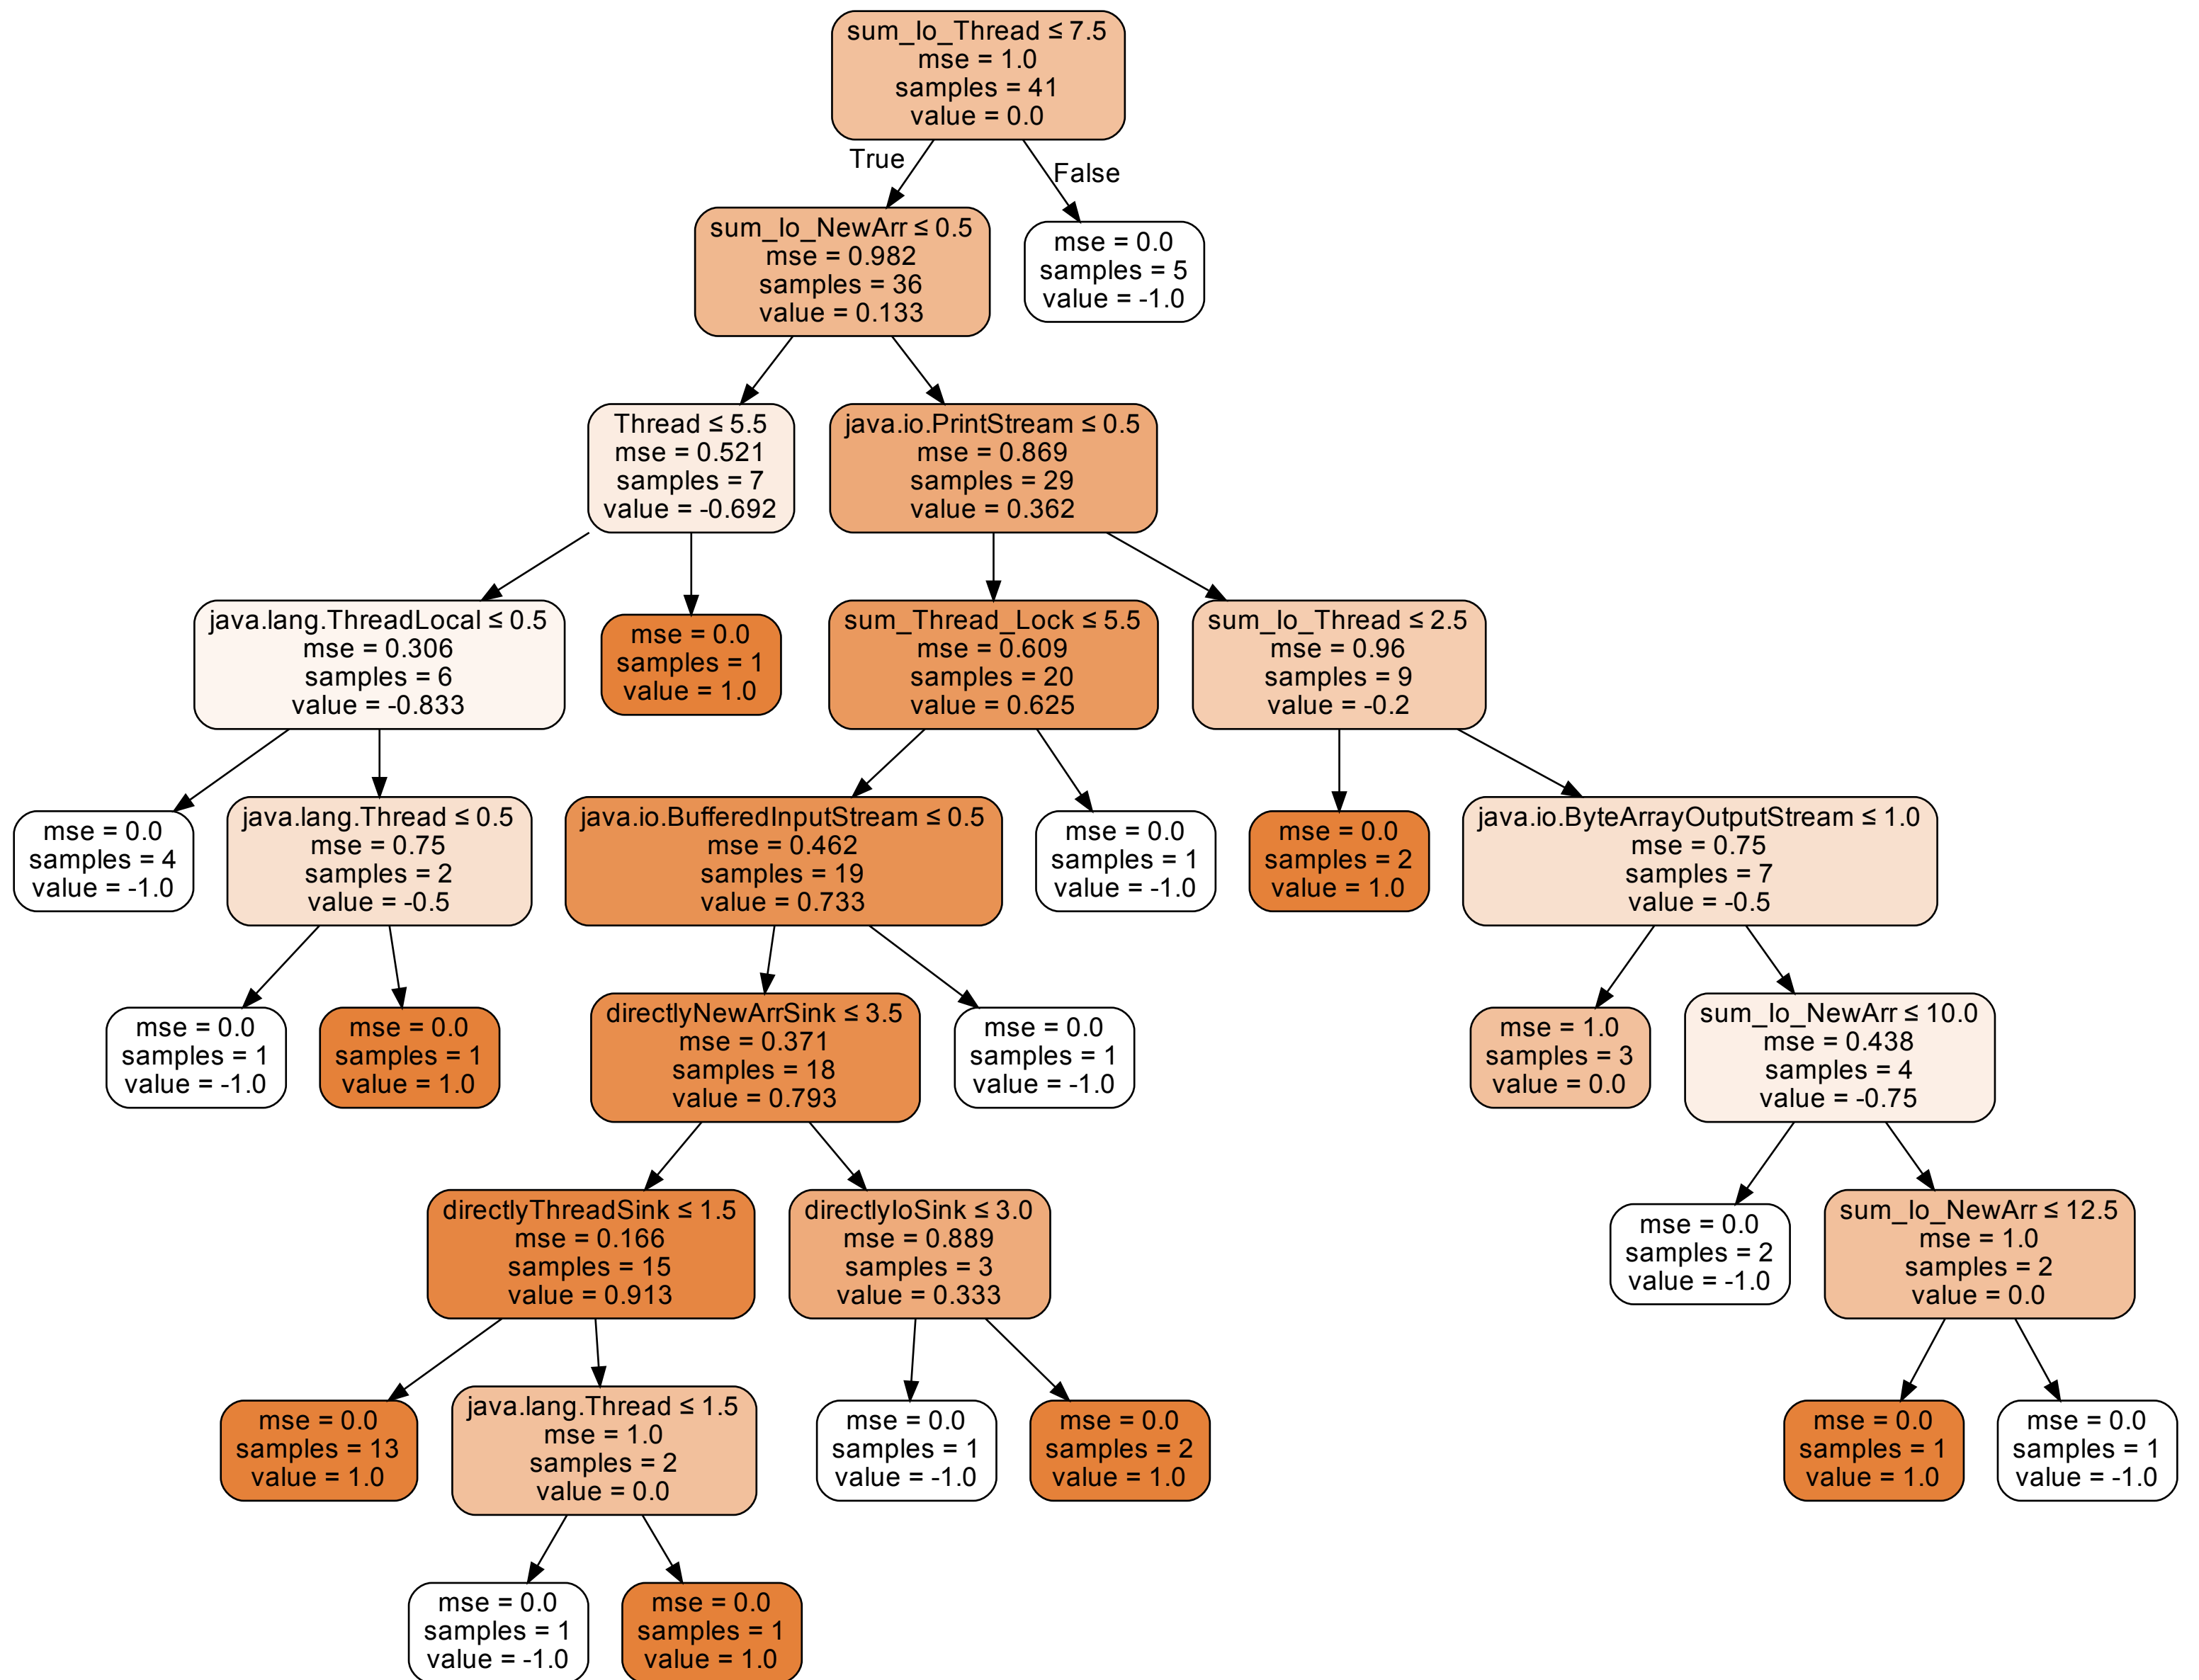 sum_Io_Thread ≤ 7.5
mse = 1.0
samples = 41
value = 0.0
True
False
sum_Io_NewArr ≤ 0.5
mse = 0.982
samples = 36
value = 0.133
mse = 0.0
samples = 5
value = -1.0
Thread ≤ 5.5
mse = 0.521
samples = 7
value = -0.692
java.io.PrintStream ≤ 0.5
mse = 0.869
samples = 29
value = 0.362
java.lang.ThreadLocal ≤ 0.5
mse = 0.306
samples = 6
value = -0.833
mse = 0.0
samples = 1
value = 1.0
sum_Thread_Lock ≤ 5.5
mse = 0.609
samples = 20
value = 0.625
sum_Io_Thread ≤ 2.5
mse = 0.96
samples = 9
value = -0.2
mse = 0.0
samples = 4
value = -1.0
java.lang.Thread ≤ 0.5
mse = 0.75
samples = 2
value = -0.5
java.io.BufferedInputStream ≤ 0.5
mse = 0.462
samples = 19
value = 0.733
mse = 0.0
samples = 1
value = -1.0
mse = 0.0
samples = 2
value = 1.0
java.io.ByteArrayOutputStream ≤ 1.0
mse = 0.75
samples = 7
value = -0.5
mse = 0.0
samples = 1
value = -1.0
mse = 0.0
samples = 1
value = 1.0
directlyNewArrSink ≤ 3.5
mse = 0.371
samples = 18
value = 0.793
mse = 0.0
samples = 1
value = -1.0
mse = 1.0
samples = 3
value = 0.0
sum_Io_NewArr ≤ 10.0
mse = 0.438
samples = 4
value = -0.75
directlyThreadSink ≤ 1.5
mse = 0.166
samples = 15
value = 0.913
directlyIoSink ≤ 3.0
mse = 0.889
samples = 3
value = 0.333
mse = 0.0
samples = 2
value = -1.0
sum_Io_NewArr ≤ 12.5
mse = 1.0
samples = 2
value = 0.0
mse = 0.0
samples = 13
value = 1.0
java.lang.Thread ≤ 1.5
mse = 1.0
samples = 2
value = 0.0
mse = 0.0
samples = 1
value = -1.0
mse = 0.0
samples = 2
value = 1.0
mse = 0.0
samples = 1
value = 1.0
mse = 0.0
samples = 1
value = -1.0
mse = 0.0
samples = 1
value = -1.0
mse = 0.0
samples = 1
value = 1.0